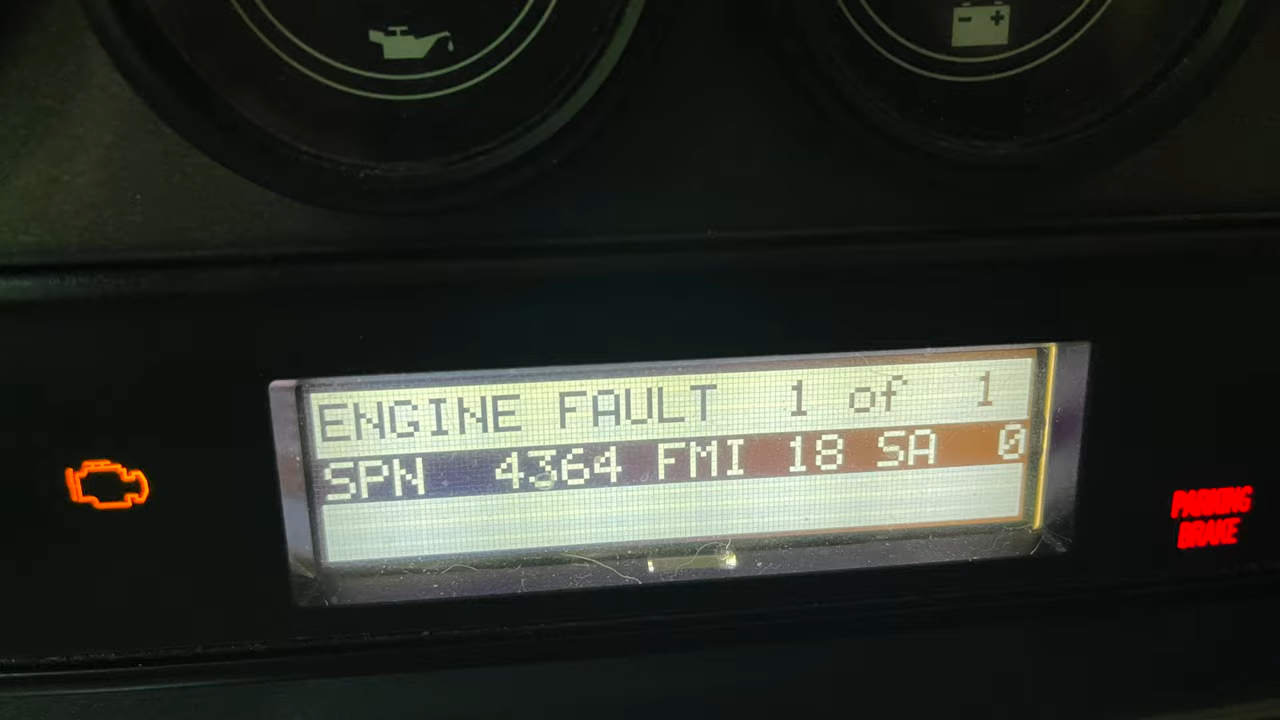 ENGINE FAULT 1 of 1
SPN 4364 FMI 18 SA 0
PARKING
BRAKE